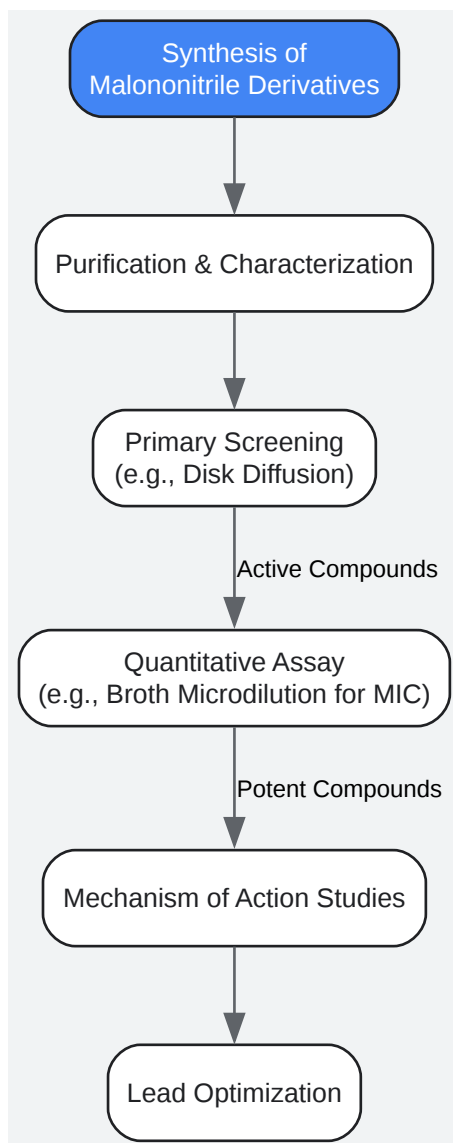 Synthesis of
Malononitrile Derivatives
Purification & Characterization
Primary Screening
(e.g., Disk Diffusion)
Active Compounds
Quantitative Assay
(e.g., Broth Microdilution for MIC)
Potent Compounds
Mechanism of Action Studies
Lead Optimization